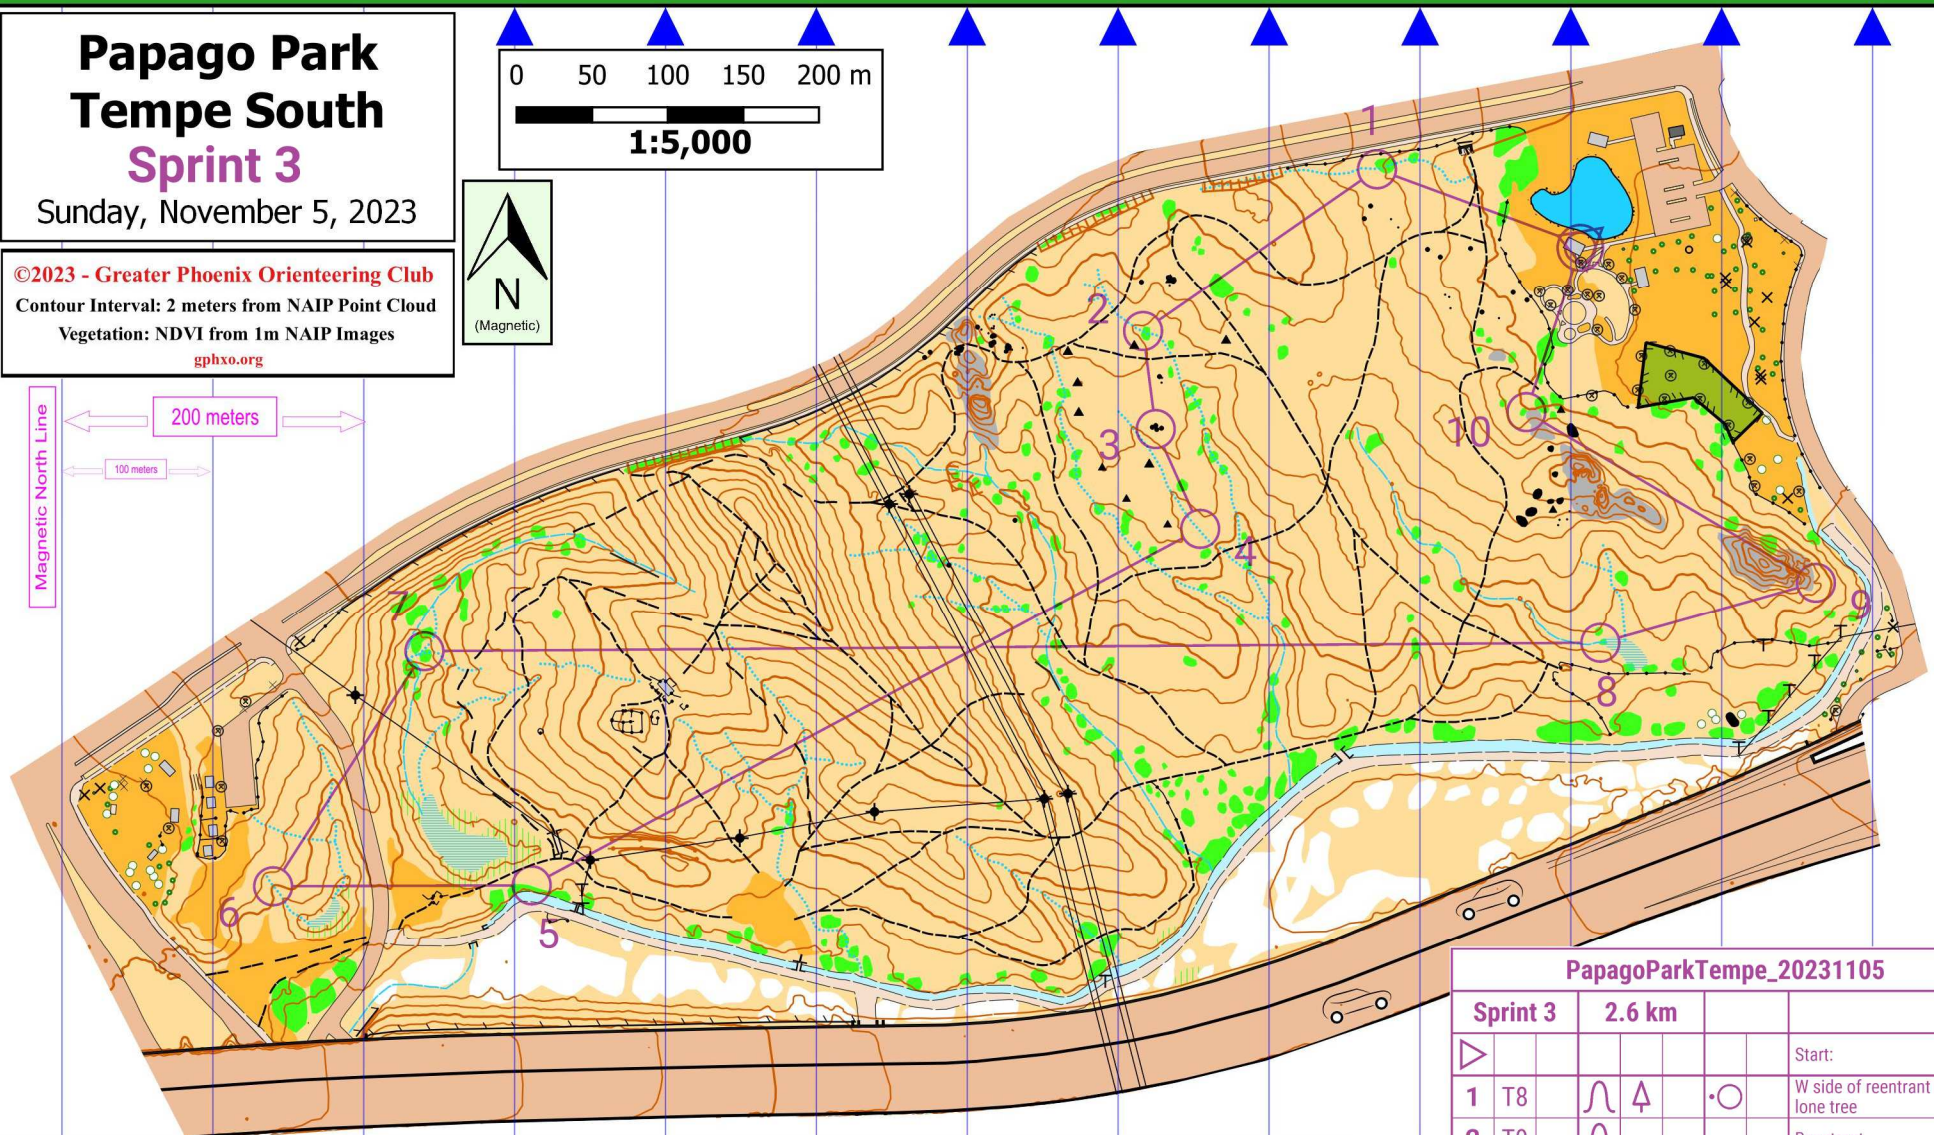 Papago Park
Tempe South
Sprint 3
Sunday, November 5, 2023
©2023 - Greater Phoenix Orienteering Club
Contour Interval: 2 meters from NAIP Point Cloud
Vegetation: NDVI from 1m NAIP Images
gphxo.org
0 50 100 150 200 m
1:5,000
N
(Magnetic)
Magnetic North Line
200 meters
100 meters
1
2
3
4
5
6
7
8
9
10
PapagoParkTempe_20231105
Sprint 3 2.6 km
Start:
1 T8 W side of reentrant
lone tree